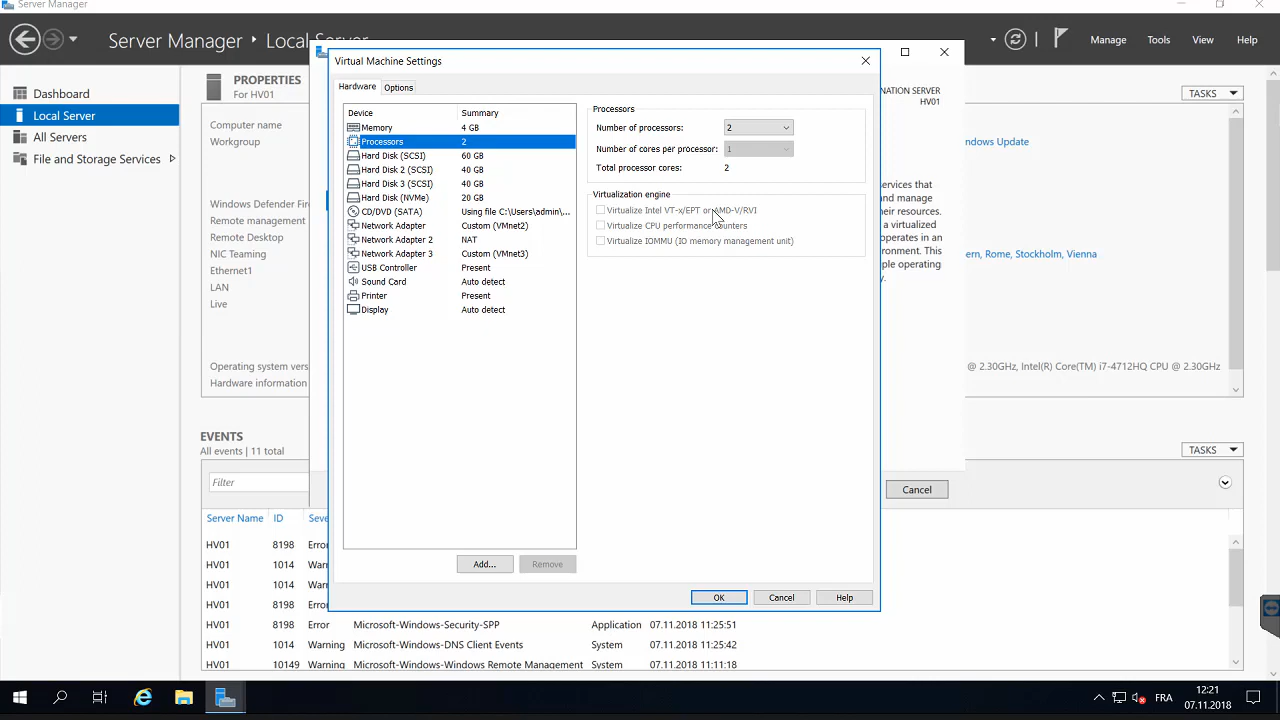 Server Manager
Server Manager
Manage
Tools
View
Help
Dashboard
Local Server
All Servers
File and Storage Services
PROPERTIES
For HV01
TASKS
Computer name
Workgroup
Windows Defender
Remote management
Remote Desktop
NIC Teaming
Ethernet1
LAN
Live
Operating system vers
Hardware information
NATION SERVER
HV01
ndows Update
services that
and manage
their resources.
a virtualized
operates in an
ronment. This
ple operating
ern, Rome, Stockholm, Vienna
@ 2.30GHz, Intel(R) Core(TM) i7-4712HQ CPU @ 2.30GHz
Cancel
Virtual Machine Settings
Hardware
Options
Device Summary
Memory 4 GB
Processors 2
Hard Disk (SCSI) 60 GB
Hard Disk 2 (SCSI) 40 GB
Hard Disk 3 (SCSI) 40 GB
Hard Disk (NVMe) 20 GB
CD/DVD (SATA) Using file C:\Users\admin\...
Network Adapter Custom (VMnet2)
Network Adapter 2 NAT
Network Adapter 3 Custom (VMnet3)
USB Controller Present
Sound Card Auto detect
Printer Present
Display Auto detect
Add...
Remove
Processors
Number of processors: 2
Number of cores per processor: 1
Total processor cores: 2
Virtualization engine
Virtualize Intel VT-x/EPT or AMD-V/RVI
Virtualize CPU performance counters
Virtualize IOMMU (IO memory management unit)
OK
Cancel
Help
EVENTS
All events | 11 total
TASKS
Filter
Server Name ID Seve
HV01 8198 Erro
HV01 1014 Warn
HV01 1014 Warn
HV01 8198 Erro
HV01 8198 Error Microsoft-Windows-Security-SPP Application 07.11.2018 11:25:51
HV01 1014 Warning Microsoft-Windows-DNS Client Events System 07.11.2018 11:25:42
HV01 10149 Warning Microsoft-Windows-Windows Remote Management System 07.11.2018 11:11:18
FRA
12:21
07.11.2018